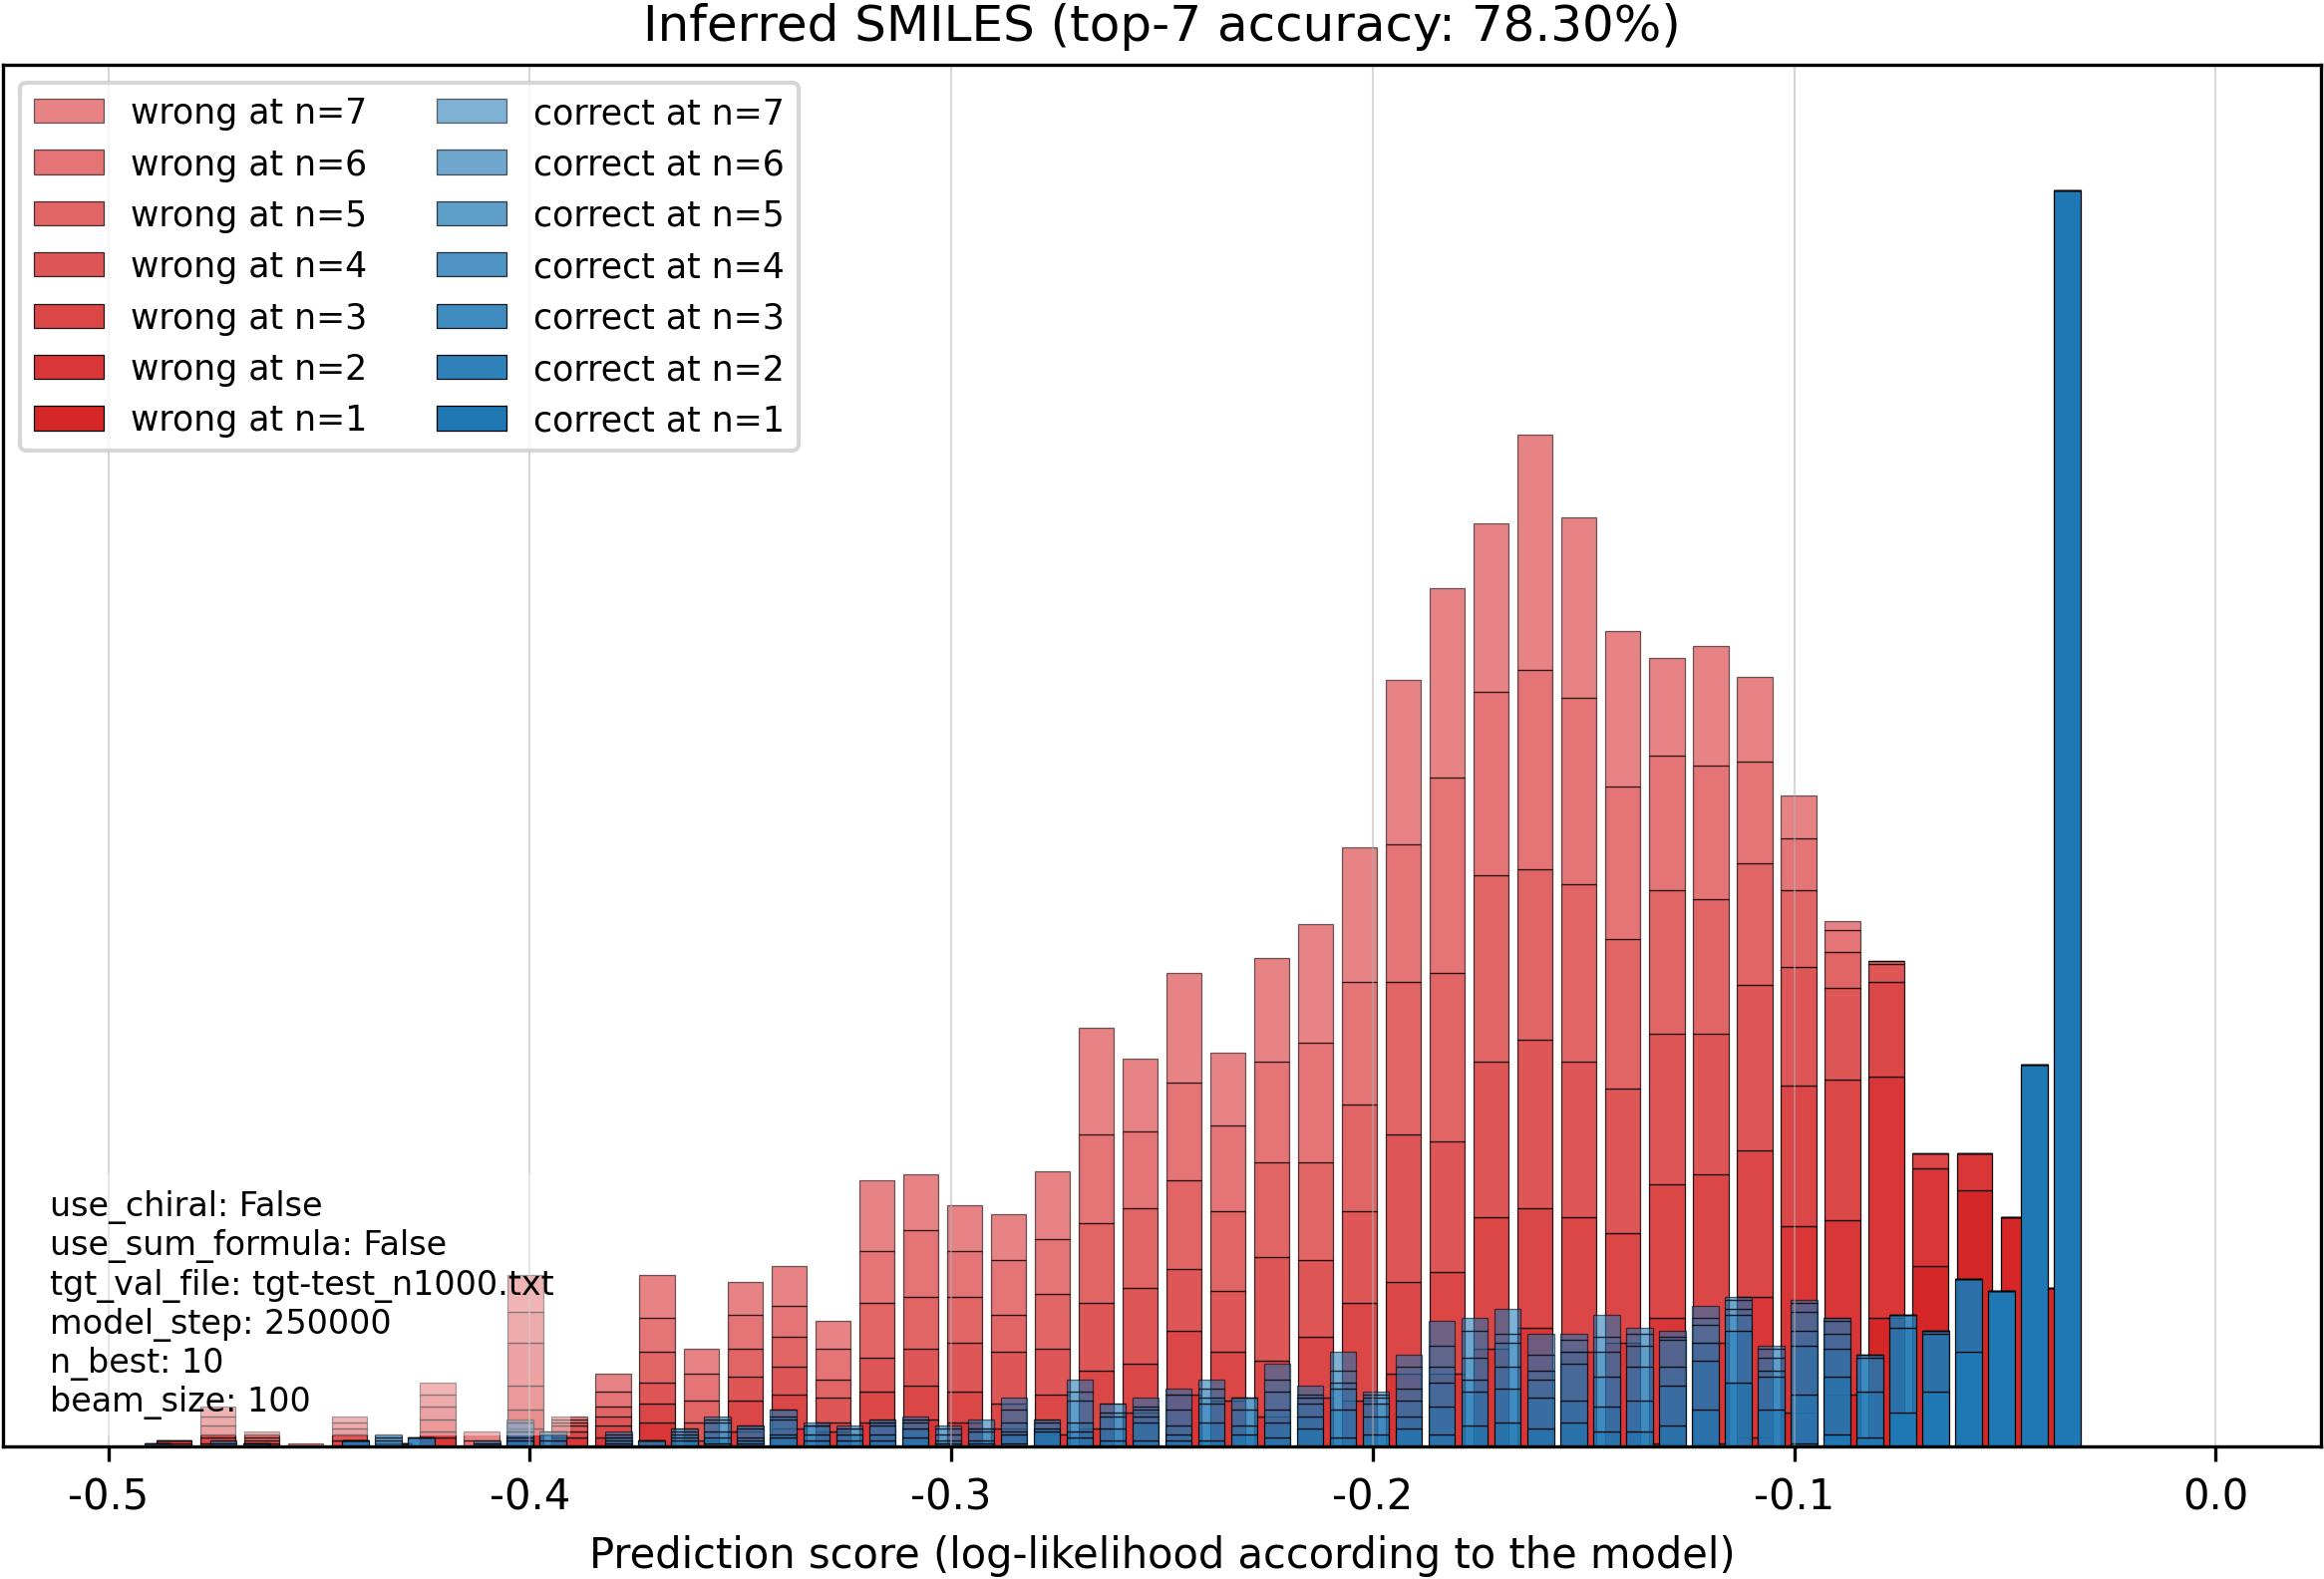 Inferred SMILES (top-7 accuracy: 78.30%)
wrong at n=7
wrong at n=6
wrong at n=5
wrong at n=4
wrong at n=3
wrong at n=2
wrong at n=1
correct at n=7
correct at n=6
correct at n=5
correct at n=4
correct at n=3
correct at n=2
correct at n=1
use_chiral: False
use_sum_formula: False
tgt_val_file: tgt-test_n1000.txt
model_step: 250000
n_best: 10
beam_size: 100
-0.5 -0.4 -0.3 -0.2 -0.1 0.0
Prediction score (log-likelihood according to the model)